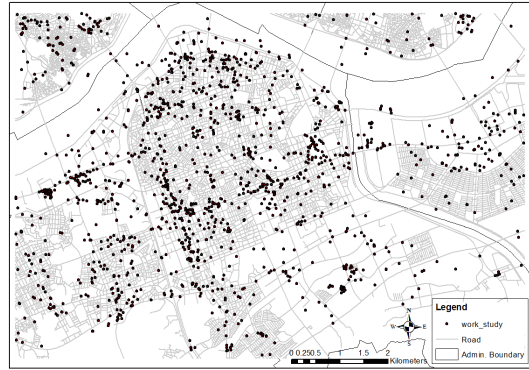 Legend
work_study
Road
Admin. Boundary
N
W E
S
0 0.25 0.5 1 1.5 2
Kilometers